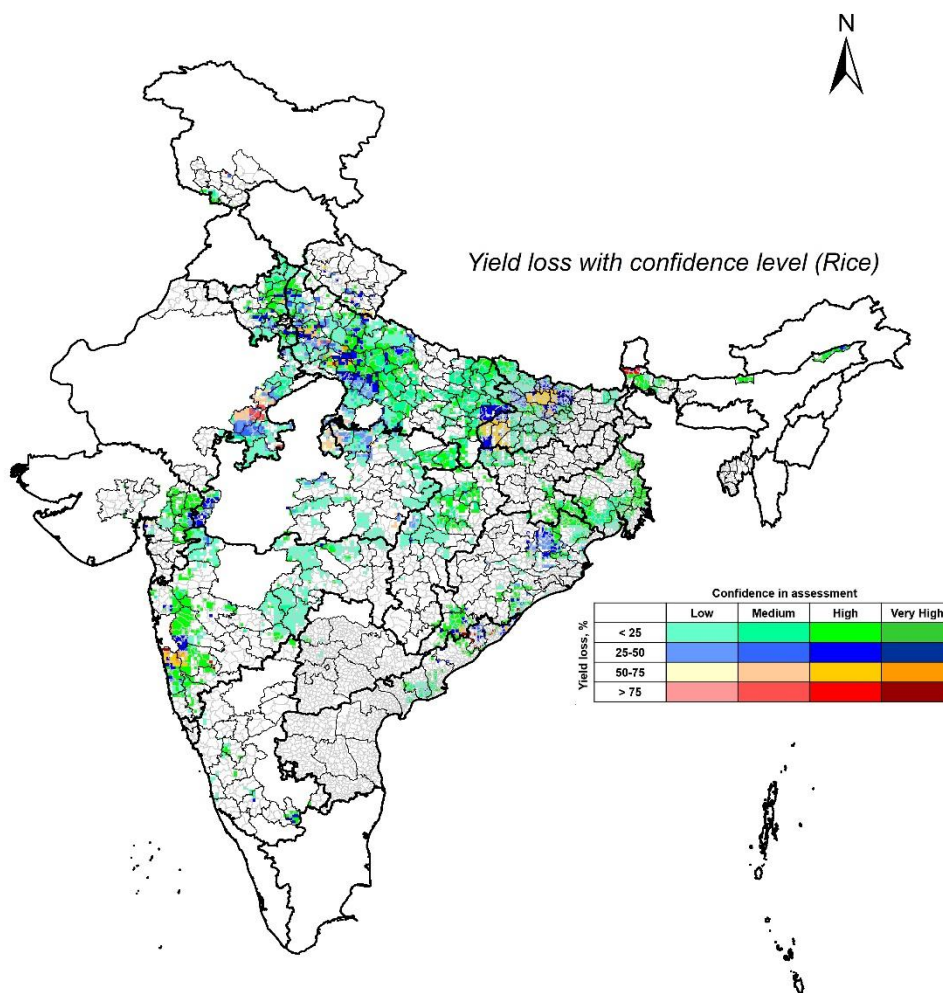 N
Yield loss with confidence level (Rice)
Confidence in assessment
Low Medium High Very High
Yield loss, %
< 25
25-50
50-75
> 75